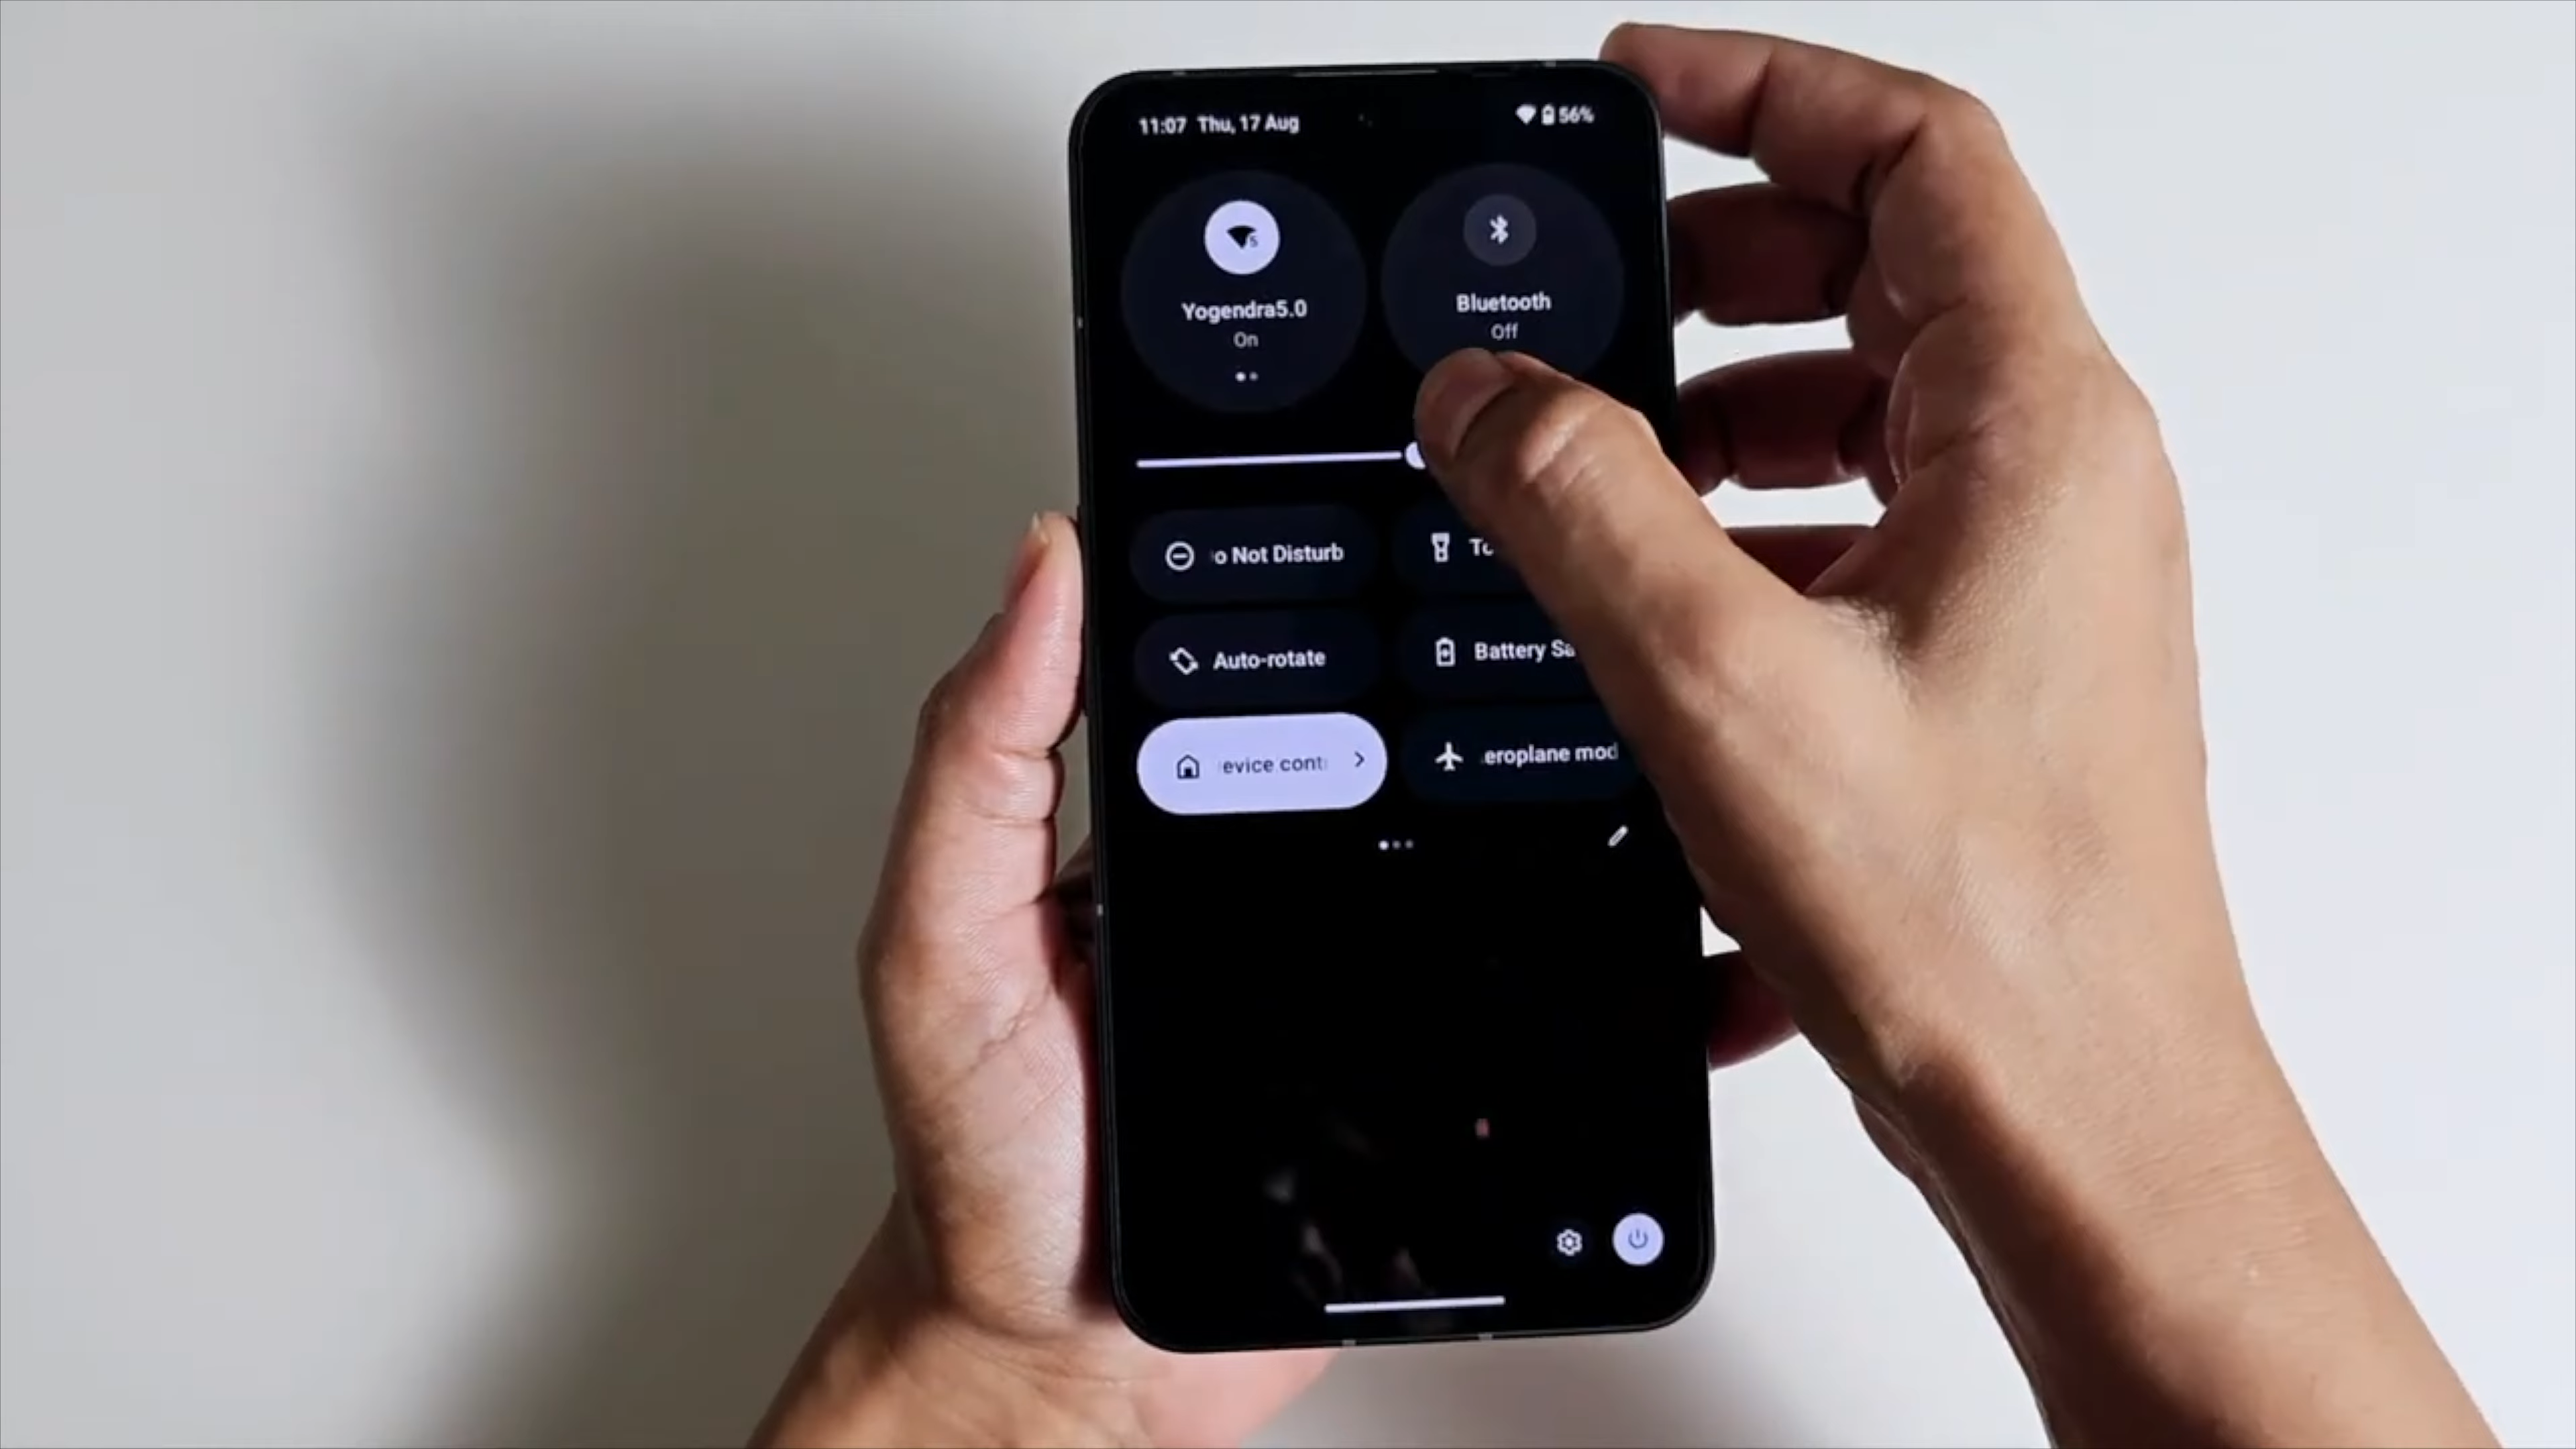 11:07 Thu, 17 Aug
56%
5
Yogendra5.0
On
Bluetooth
Off
o Not Disturb
Auto-rotate
Battery Sa
evice cont
eroplane mod